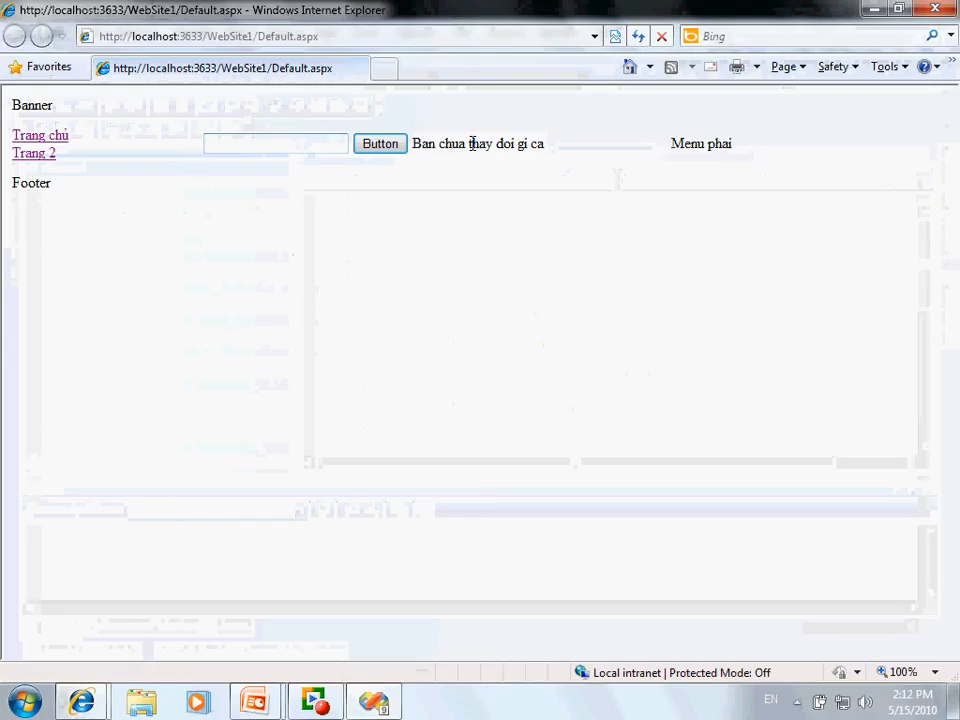 http://localhost:3633/WebSite1/Default.aspx - Windows Internet Explorer
http://localhost:3633/WebSite1/Default.aspx
Bing
Favorites
http://localhost:3633/WebSite1/Default.aspx
Page
Safety
Tools
Banner
Trang chủ
Trang 2
Button
Ban chua thay doi gi ca
Menu phai
Footer
Local intranet | Protected Mode: Off
100%
EN
2:12 PM
5/15/2010